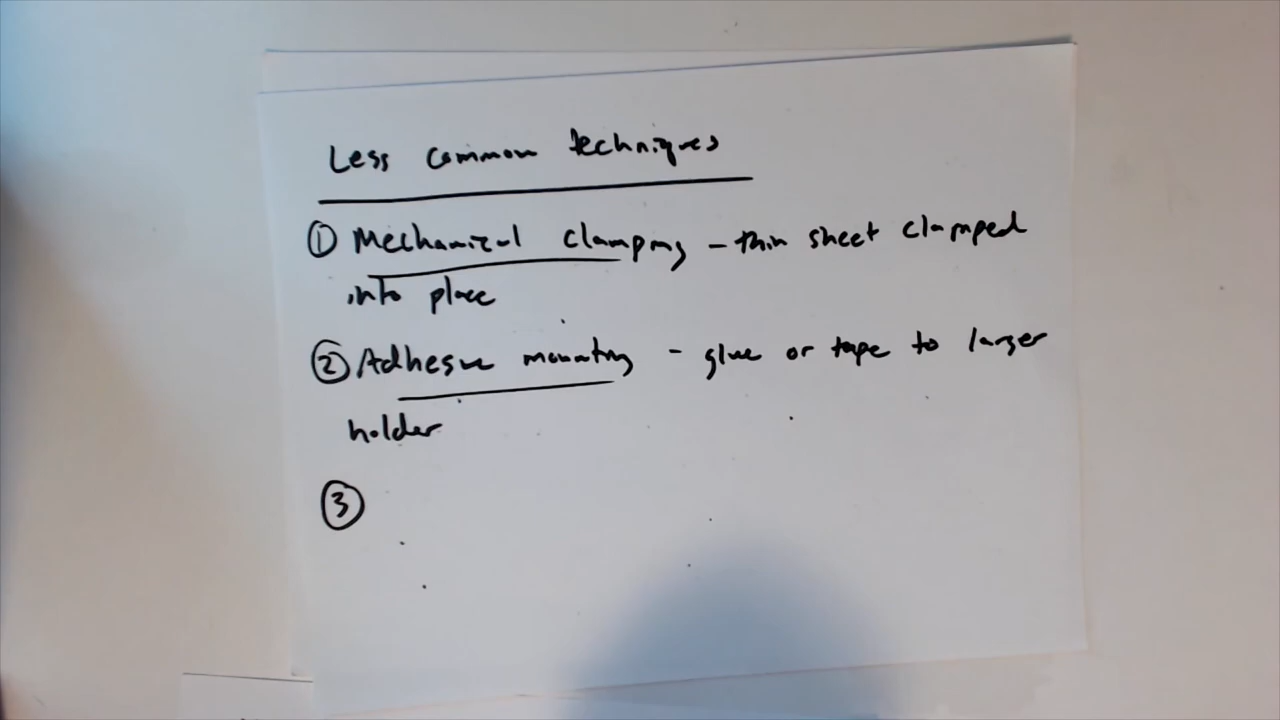 Less common techniques
① Mechanical clamping - thin sheet clamped
into place
② Adhesive mounting - glue or tape to larger
holder
③